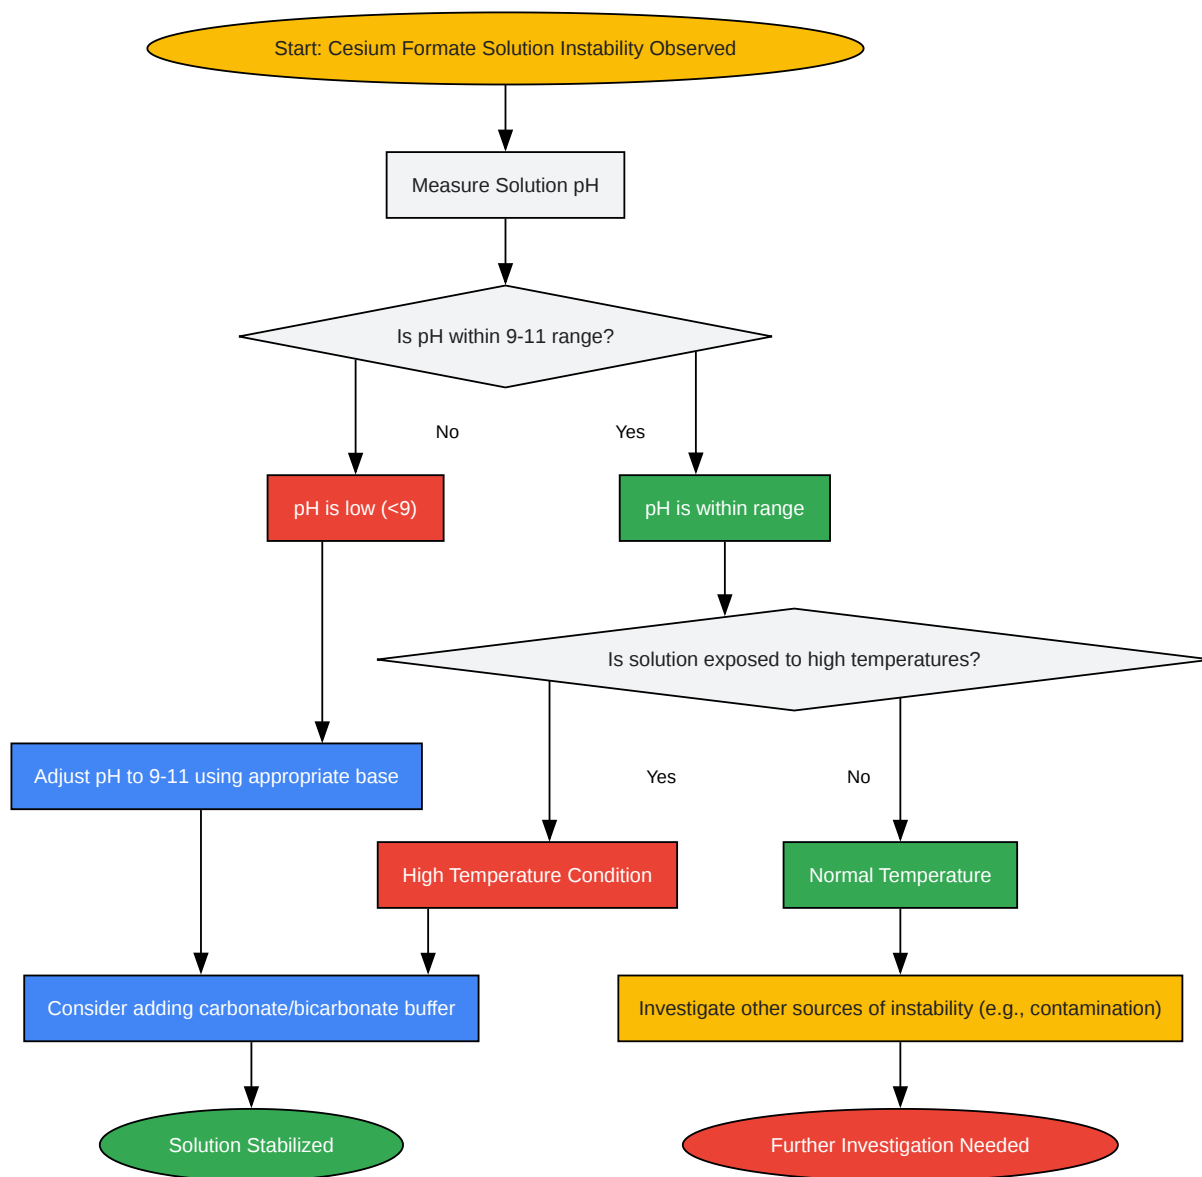 Start: Cesium Formate Solution Instability Observed
Measure Solution pH
Is pH within 9-11 range?
No
Yes
pH is low (<9)
pH is within range
Is solution exposed to high temperatures?
Adjust pH to 9-11 using appropriate base
Yes
No
High Temperature Condition
Normal Temperature
Consider adding carbonate/bicarbonate buffer
Investigate other sources of instability (e.g., contamination)
Solution Stabilized
Further Investigation Needed